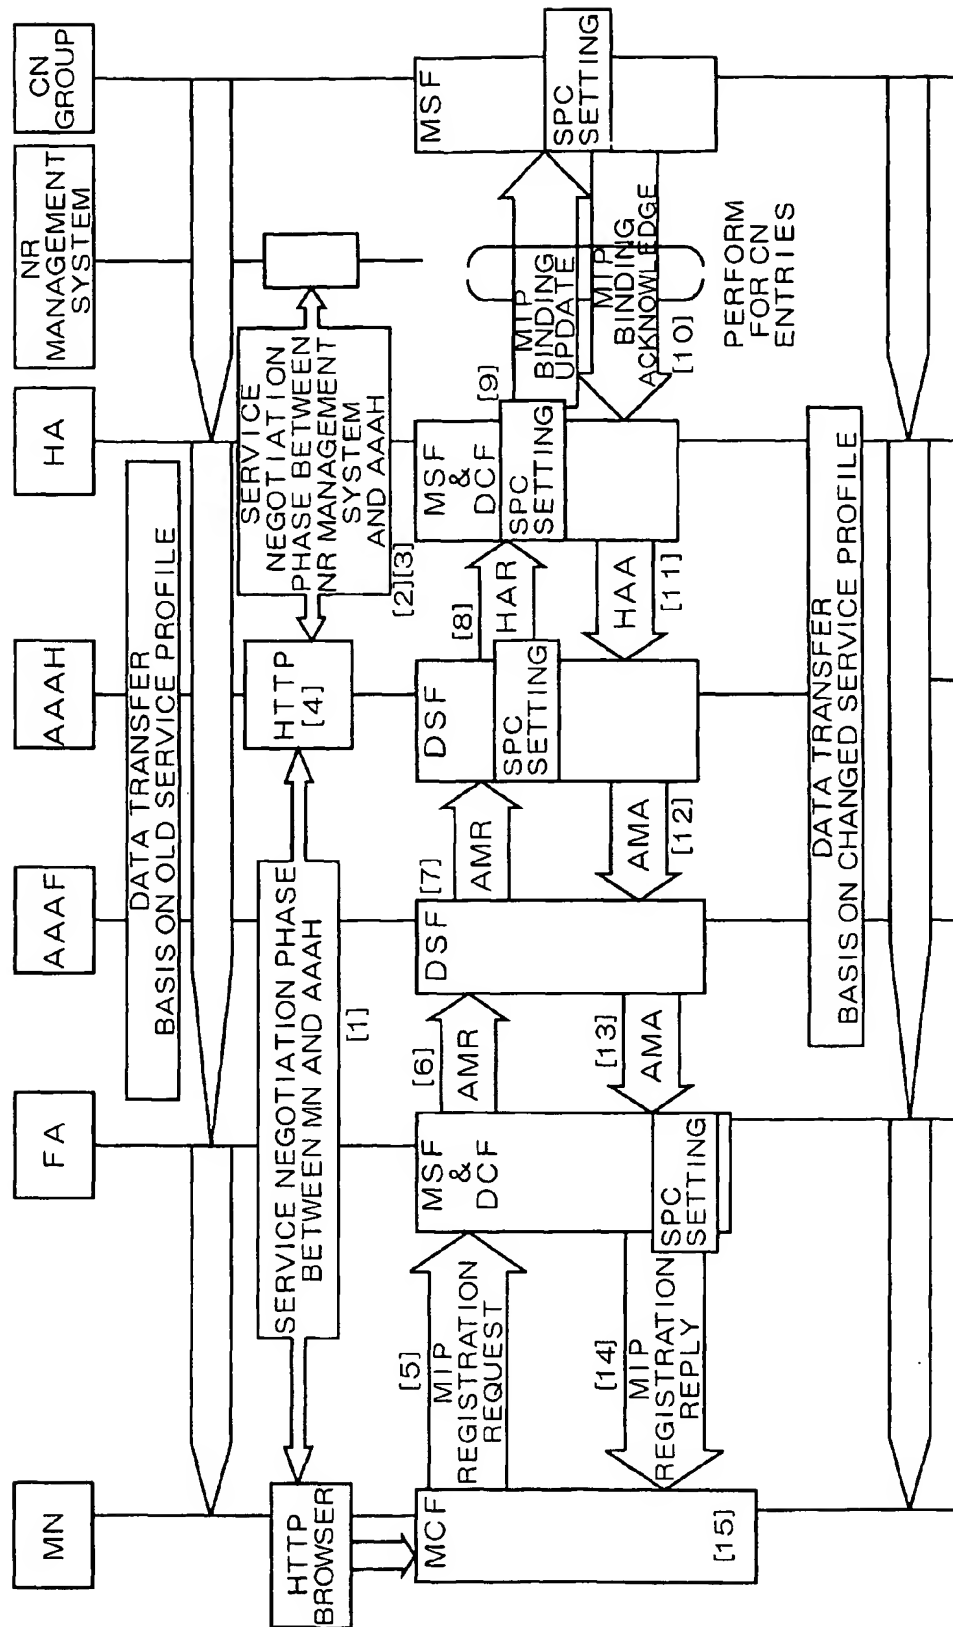 MN
FA
AAAF
AAAH
HA
NR
MANAGEMENT
SYSTEM
CN
GROUP
DATA TRANSFER
BASIS ON OLD SERVICE PROFILE
HTTP
BROWSER
SERVICE NEGOTIATION PHASE
BETWEEN MN AND AAAH
[1]
HTTP
[4]
SERVICE
NEGOTIATION
PHASE BETWEEN
NR MANAGEMENT
SYSTEM
AND AAAH
[2][3]
MCF
[5]
MIP
REGISTRATION
REQUEST
MSF
&
DCF
[6]
AMR
DSF
[7]
AMR
DSF
SPC
SETTING
[8]
HAR
MSF
&
DCF
SPC
SETTING
[9]
MIP
BINDING
UPDATE
MSF
SPC
SETTING
MIP
BINDING
ACKNOWLEDGE
[10]
PERFORM
FOR CN
ENTRIES
HAA
[11]
AMA
[12]
[13]
AMA
SPC
SETTING
[14]
MIP
REGISTRATION
REPLY
[15]
DATA TRANSFER
BASIS ON CHANGED SERVICE PROFILE